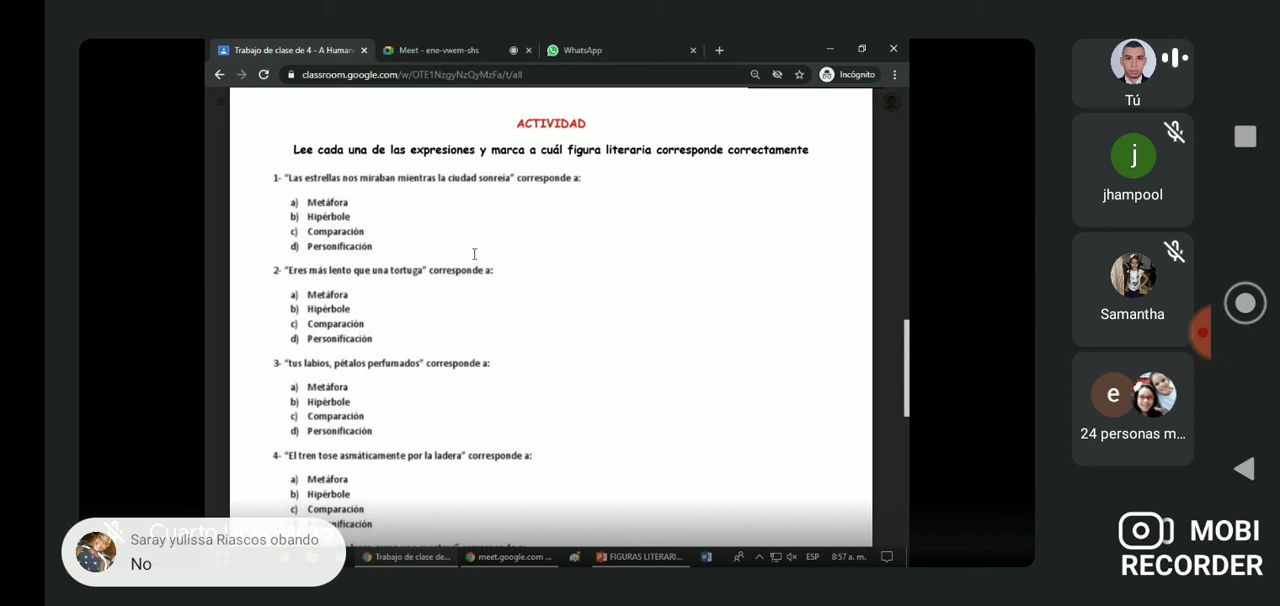 Trabajo de clase de 4 - A Human
Meet - ene-vwem-shs
WhatsApp
classroom.google.com/w/OTE1NzgyNzQyMzFa/t/all
Incógnito
ACTIVIDAD
Lee cada una de las expresiones y marca a cuál figura literaria corresponde correctamente
1- "Las estrellas nos miraban mientras la ciudad sonreía" corresponde a:
a) Metáfora
b) Hipérbole
c) Comparación
d) Personificación
2- "Eres más lento que una tortuga" corresponde a:
a) Metáfora
b) Hipérbole
c) Comparación
d) Personificación
3- "tus labios, pétalos perfumados" corresponde a:
a) Metáfora
b) Hipérbole
c) Comparación
d) Personificación
4- "El tren tose asmáticamente por la ladera" corresponde a:
a) Metáfora
b) Hipérbole
c) Comparación
nificación
Saray yulissa Riascos obando
No
Trabajo de clase de...
meet.google.com ...
FIGURAS LITERARI...
ESP
8:57 a. m.
Tú
j
jhampool
Samantha
e
24 personas m...
MOBI
RECORDER